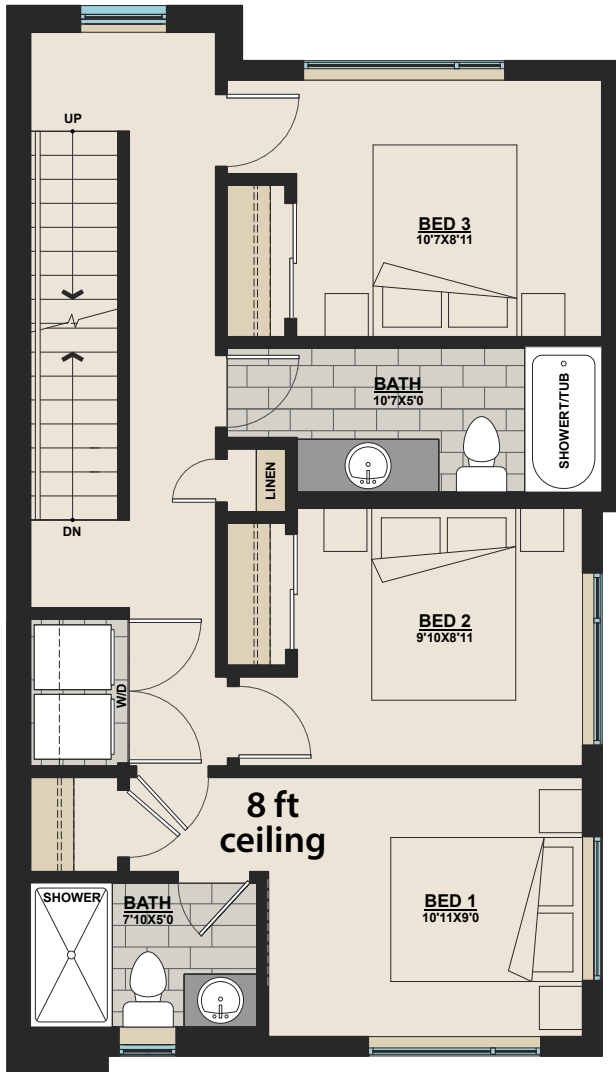 UP
BED 3
10'7X8'11
BATH
10'7X5'0
SHOWERT/TUB
LINEN
DN
BED 2
9'10X8'11
W/D
8 ft
ceiling
SHOWER
BATH
7'10X5'0
BED 1
10'11X9'0